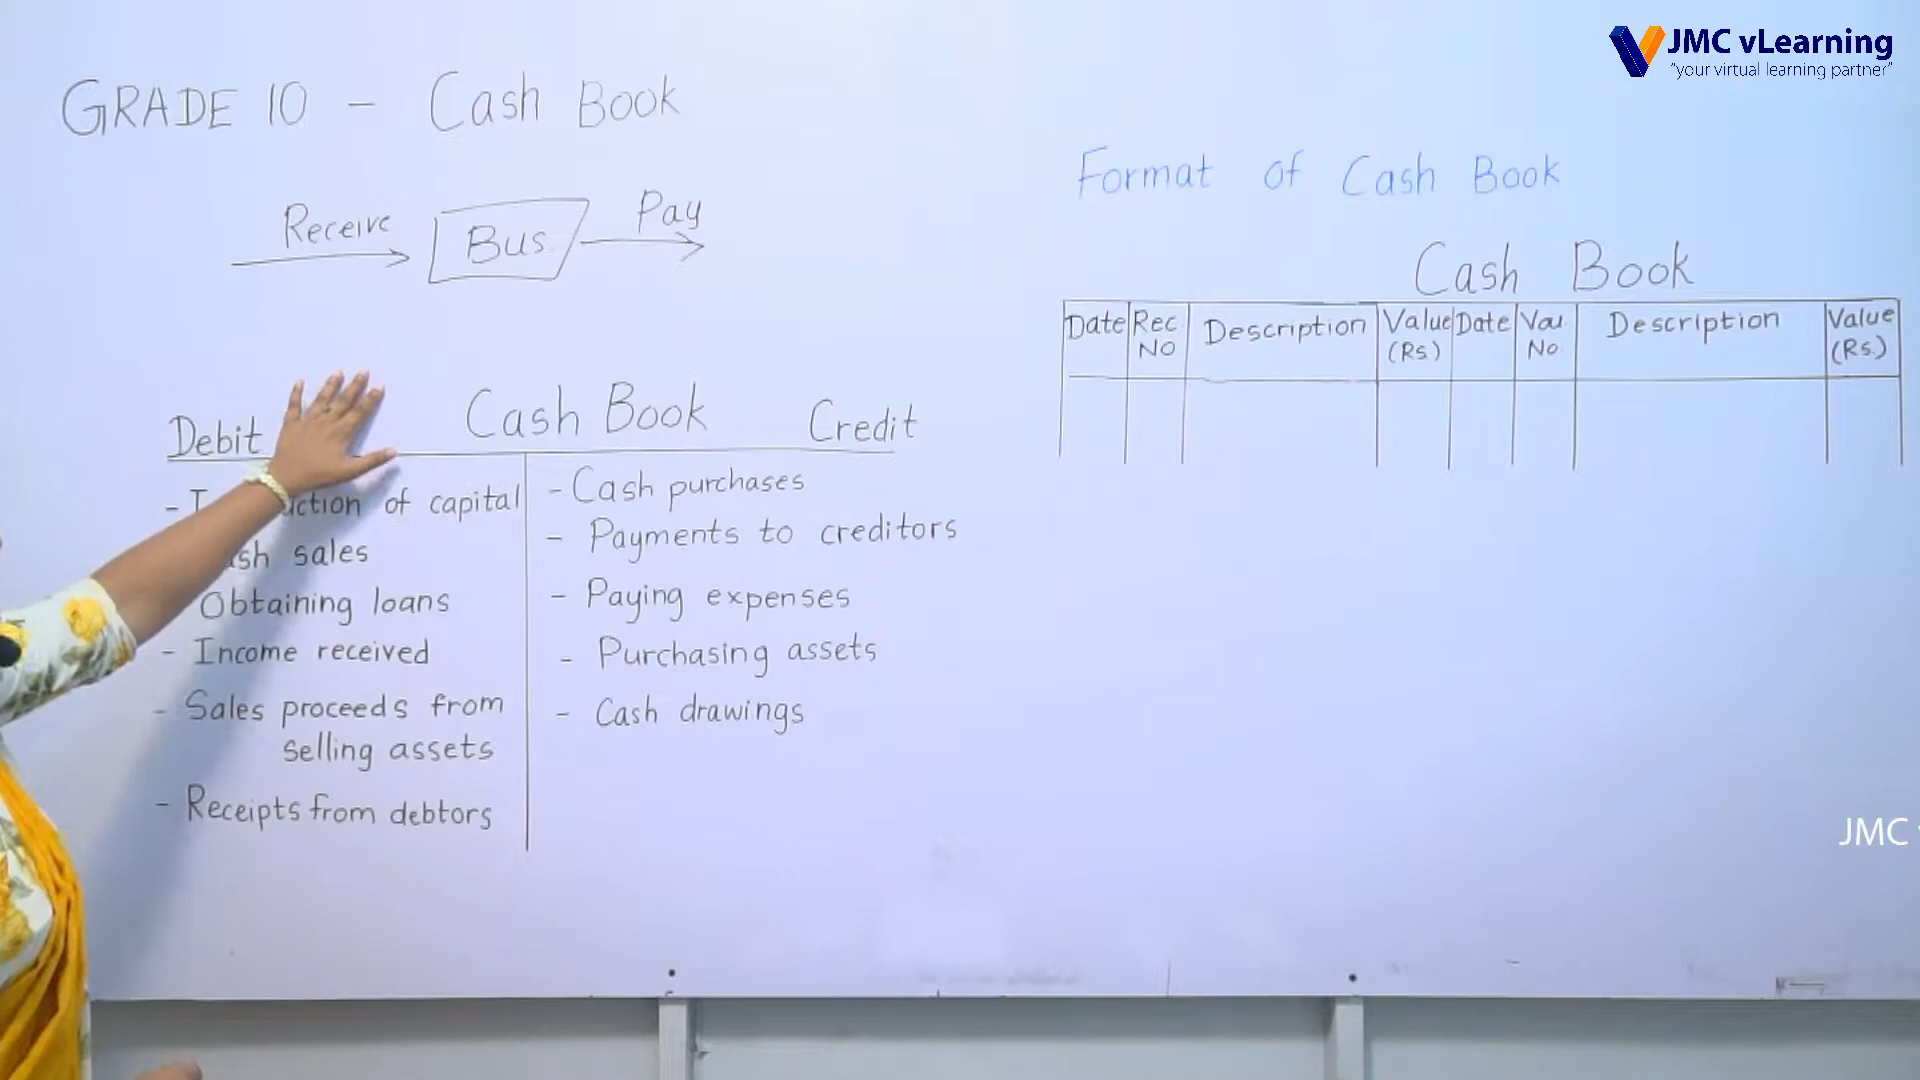 JMC vLearning
"your virtual learning partner"
GRADE 10 - Cash Book
Receive
Bus.
Pay
Cash Book
Debit
Credit
- of capital
sales
Obtaining loans
- Income received
- Sales proceeds from
selling assets
- Receipts from debtors
- Cash purchases
- Payments to creditors
- Paying expenses
- Purchasing assets
- Cash drawings
Format of Cash Book
Cash Book
Date
Rec
No
Description
Value
(Rs.)
Date
Vou
No.
Description
Value
(Rs.)
JMC